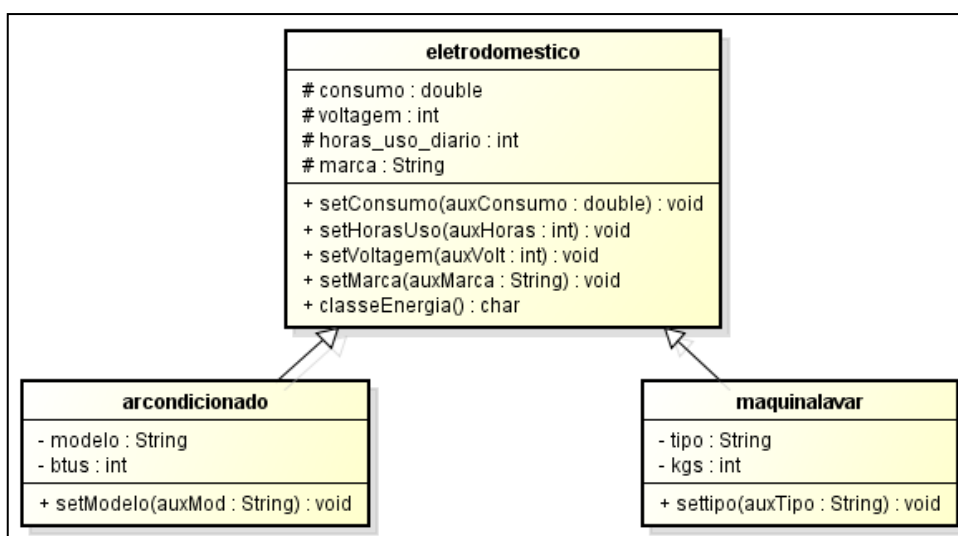 eletrodomestico
# consumo : double
# voltagem : int
# horas_uso_diario : int
# marca : String
+ setConsumo(auxConsumo : double) : void
+ setHorasUso(auxHoras : int) : void
+ setVoltagem(auxVolt : int) : void
+ setMarca(auxMarca : String) : void
+ classeEnergia() : char
arcondicionado
- modelo : String
- btus : int
+ setModelo(auxMod : String) : void
maquinalavar
- tipo : String
- kgs : int
+ settipo(auxTipo : String) : void